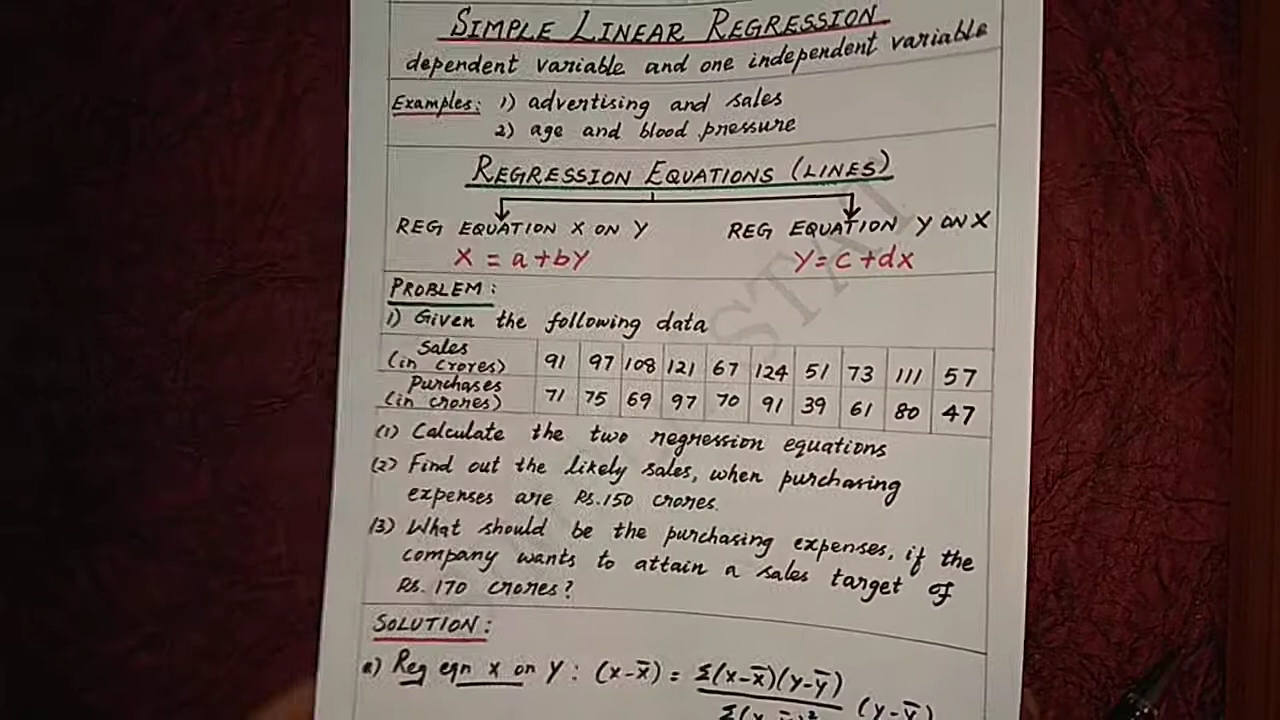 SIMPLE LINEAR REGRESSION
dependent variable and one independent variable
Examples: 1) advertising and sales
2) age and blood pressure
REGRESSION EQUATIONS (LINES)
REG EQUATION X ON Y REG EQUATION Y ON X
X = a+by Y= c+dx
PROBLEM:
1) Given the following data
Sales (in crores) 91 97 108 121 67 124 51 73 111 57
Purchases (in crores) 71 75 69 97 70 91 39 61 80 47
(1) Calculate the two regression equations
(2) Find out the likely sales, when purchasing
expenses are Rs.150 crores.
(3) What should be the purchasing expenses, if the
company wants to attain a sales target of
Rs. 170 crores?
SOLUTION:
a) Reg eqn x on y: (x-x̄) = Σ(x-x̄)(y-ȳ)
(y-ȳ)